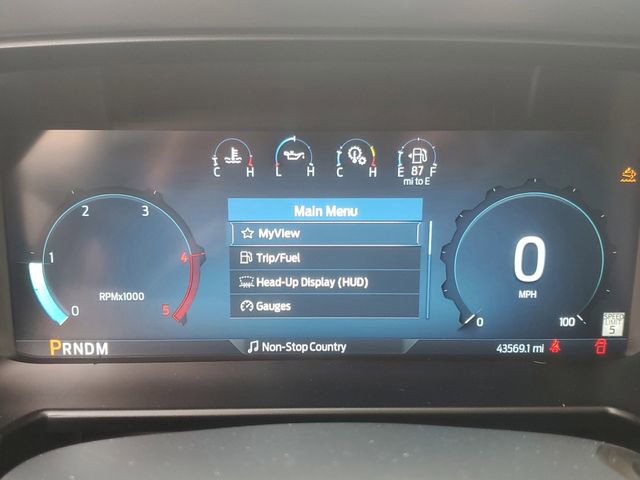 C H L H C H E 87 F
mi to E
Main Menu
MyView
Trip/Fuel
Head-Up Display (HUD)
Gauges
0 1 2 3 4 5
RPMx1000
0
MPH
0 100
SPEED
LIMIT
5
PRNDM
Non-Stop Country
43569.1 mi